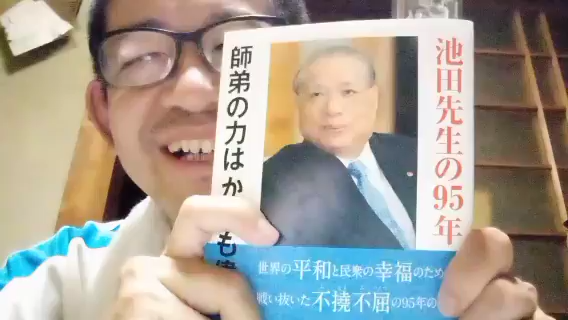 池田先生の95年
師弟の力はか
も
世界の平和と民衆の幸福のため
戦い抜いた不撓不屈の95年の